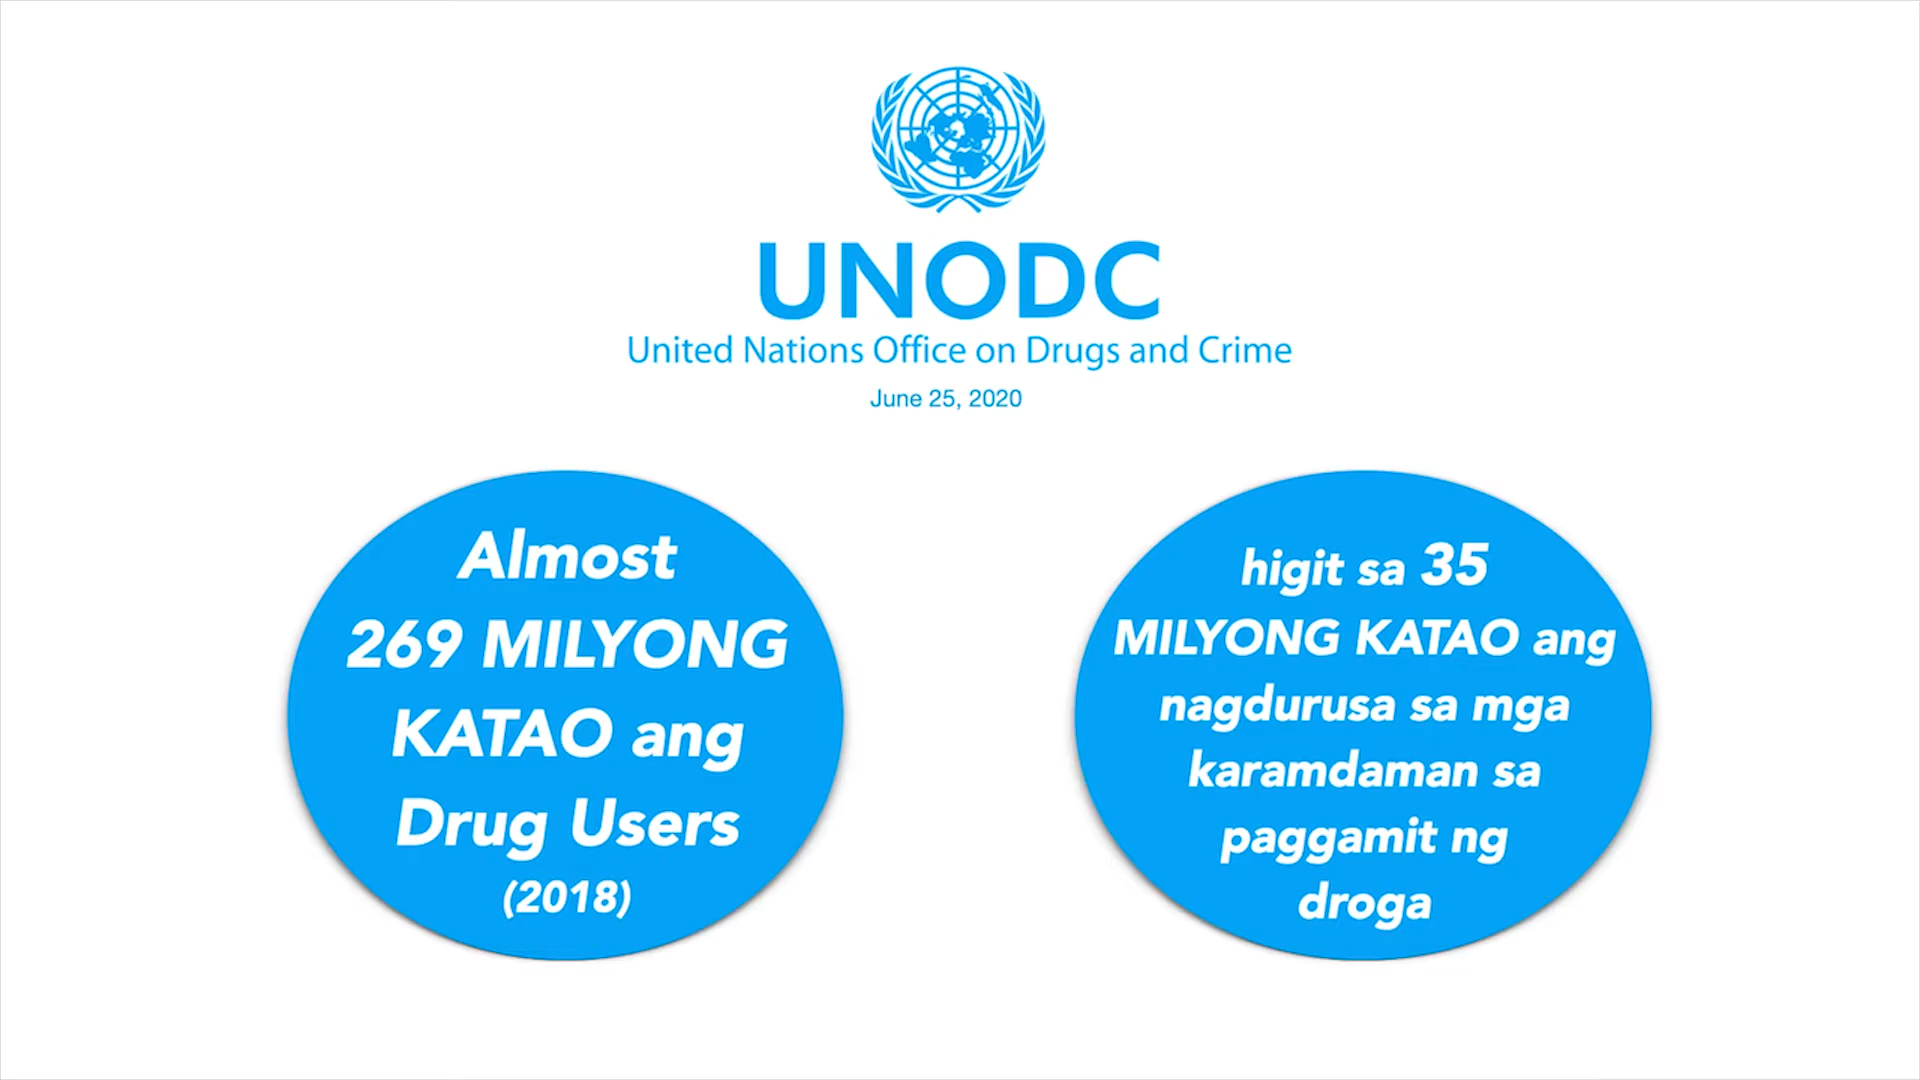 UNODC
United Nations Office on Drugs and Crime
June 25, 2020
Almost
269 MILYONG
KATAO ang
Drug Users
(2018)
higit sa 35
MILYONG KATAO ang
nagdurusa sa mga
karamdaman sa
paggamit ng
droga